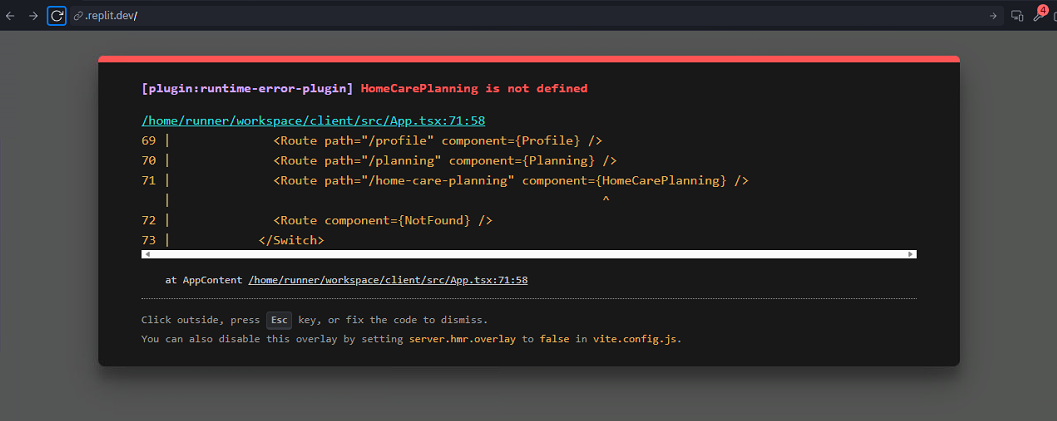 .replit.dev/
4
[plugin:runtime-error-plugin] HomeCarePlanning is not defined
/home/runner/workspace/client/src/App.tsx:71:58
69 |              <Route path="/profile" component={Profile} />
70 |              <Route path="/planning" component={Planning} />
71 |              <Route path="/home-care-planning" component={HomeCarePlanning} />
   |                                                          ^
72 |              <Route component={NotFound} />
73 |            </Switch>
at AppContent /home/runner/workspace/client/src/App.tsx:71:58
Click outside, press Esc key, or fix the code to dismiss.
You can also disable this overlay by setting server.hmr.overlay to false in vite.config.js.